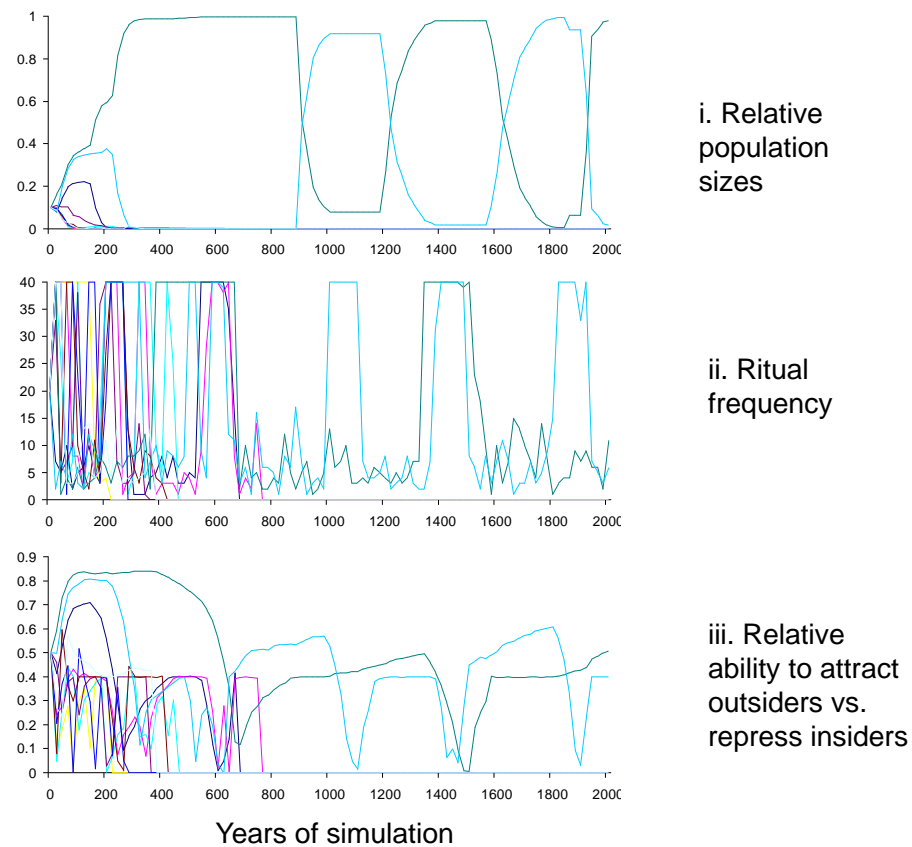 1
0.8
0.6
0.4
0.2
0
0 200 400 600 800 1000 1200 1400 1600 1800 2000
i. Relative
population
sizes
40
35
30
25
20
15
10
5
0
0 200 400 600 800 1000 1200 1400 1600 1800 2000
ii. Ritual
frequency
0.9
0.8
0.7
0.6
0.5
0.4
0.3
0.2
0.1
0
0 200 400 600 800 1000 1200 1400 1600 1800 2000
iii. Relative
ability to attract
outsiders vs.
repress insiders
Years of simulation